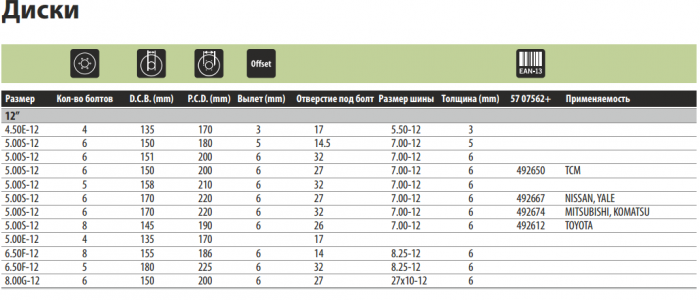 Диски
Offset
EAN-13
Размер Кол-во болтов D.C.B. (mm) P.C.D. (mm) Вылет (mm) Отверстие под болт Размер шины Толщина (mm) 57 07562+ Применяемость
12”
4.50E-12 4 135 170 3 17 5.50-12 3
5.00S-12 6 150 180 5 14.5 7.00-12 5
5.00S-12 6 151 200 6 32 7.00-12 6
5.00S-12 6 150 200 6 27 7.00-12 6 492650 TCM
5.00S-12 5 158 210 6 32 7.00-12 6
5.00S-12 6 170 220 6 27 7.00-12 6 492667 NISSAN, YALE
5.00S-12 6 170 220 6 32 7.00-12 6 492674 MITSUBISHI, KOMATSU
5.00S-12 8 145 190 6 26 7.00-12 6 492612 TOYOTA
5.00E-12 4 135 170 17
6.50F-12 8 155 186 6 14 8.25-12 6
6.50F-12 5 180 225 6 32 8.25-12 6
8.00G-12 6 150 200 6 27 27x10-12 6